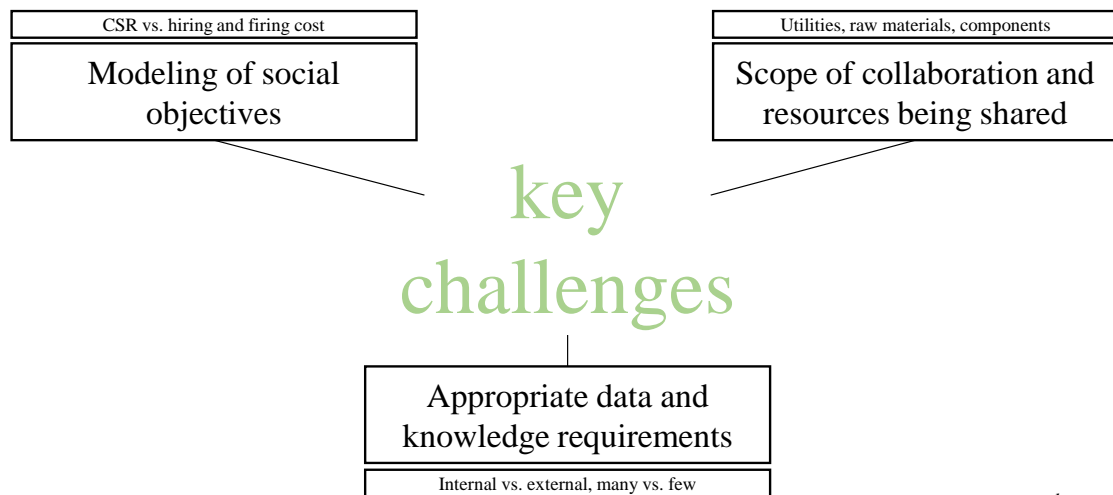 CSR vs. hiring and firing cost
Modeling of social
objectives
Utilities, raw materials, components
Scope of collaboration and
resources being shared
key
challenges
Appropriate data and
knowledge requirements
Internal vs. external, many vs. few